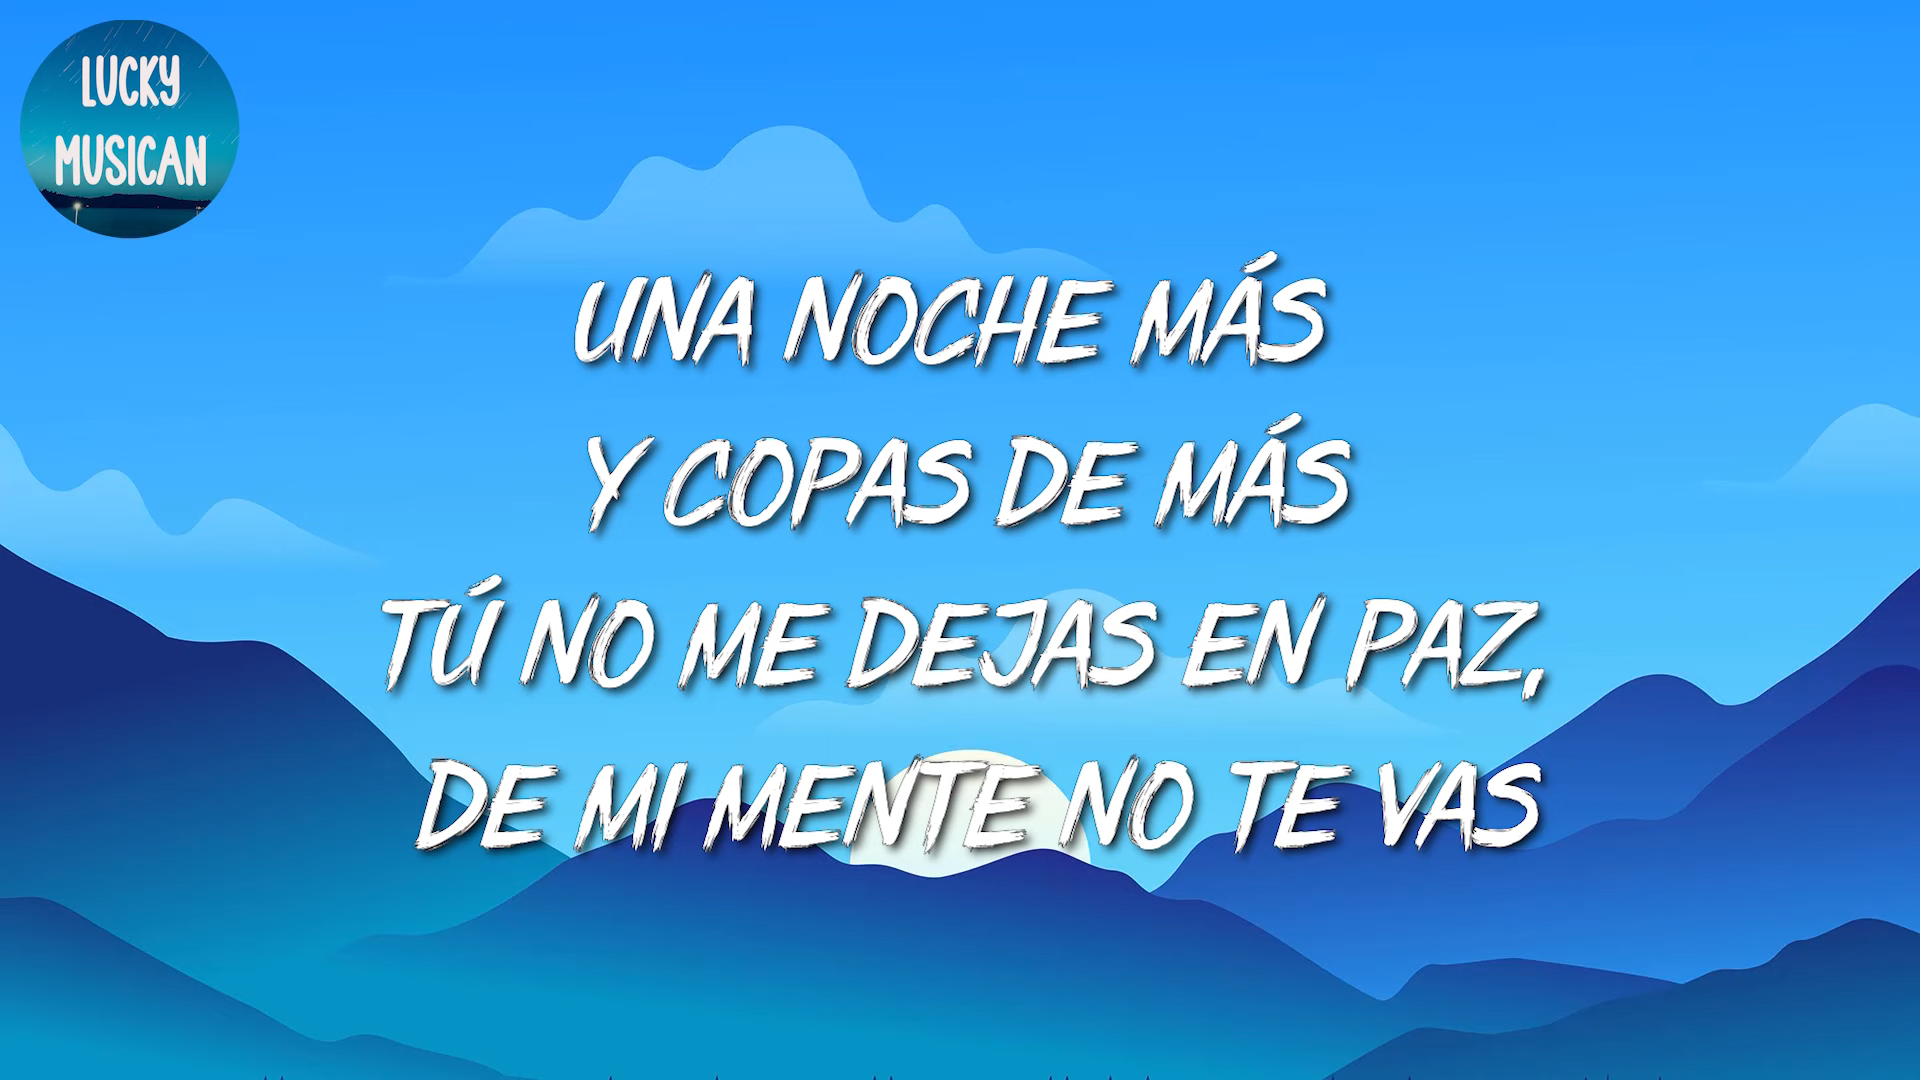 LUCKY
MUSICAN
UNA NOCHE MÁS
Y COPAS DE MÁS
TÚ NO ME DEJAS EN PAZ,
DE MI MENTE NO TE VAS